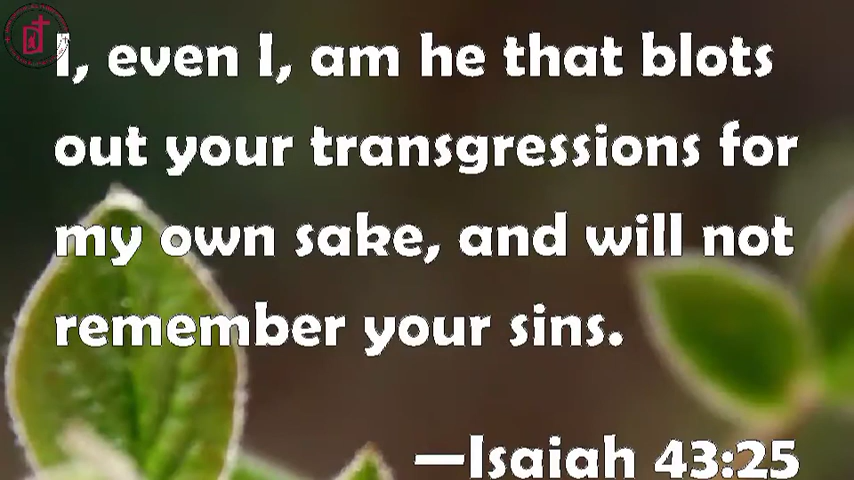 I, even I, am he that blots
out your transgressions for
my own sake, and will not
remember your sins.
—Isaiah 43:25